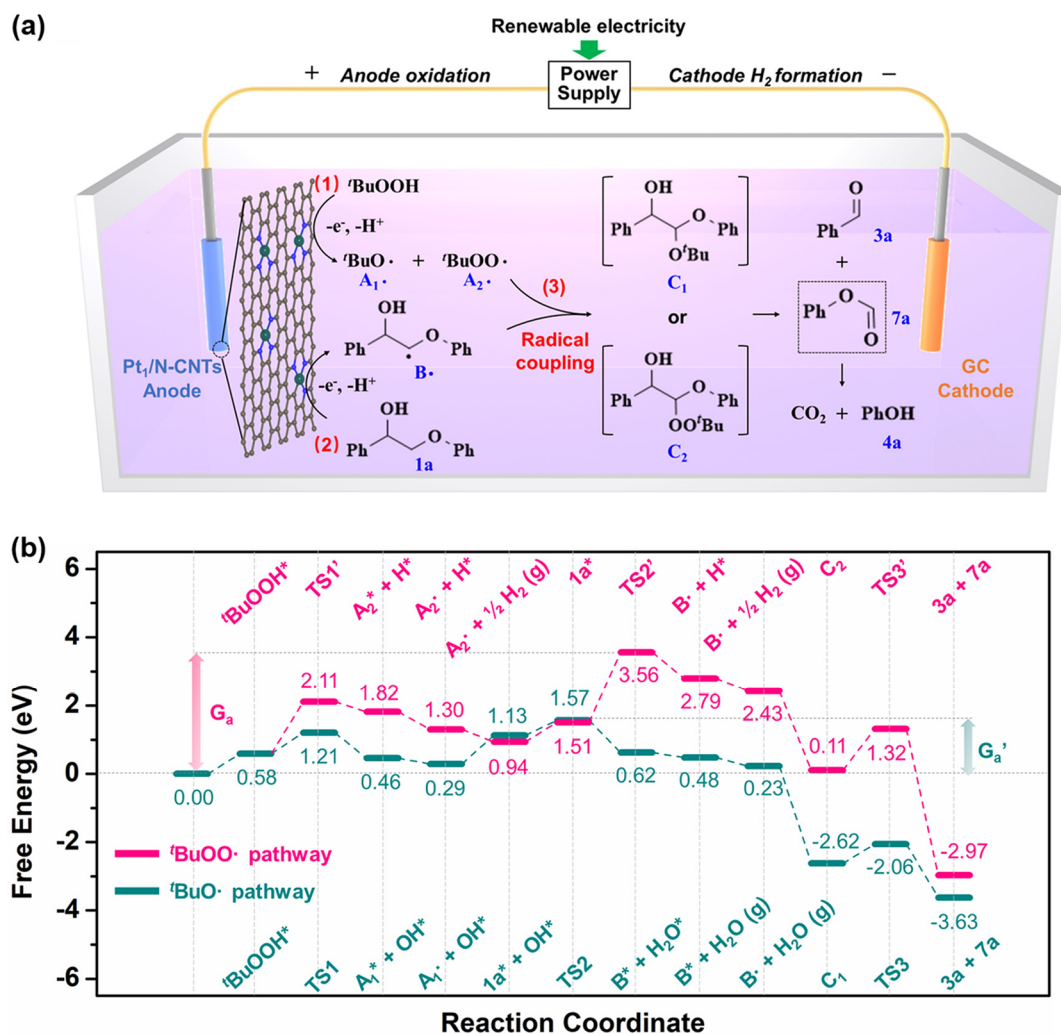 (a)
Renewable electricity
+ Anode oxidation
Power
Supply
Cathode H₂ formation −
(1) ᵗBuOOH
-e⁻, -H⁺
ᵗBuO· + ᵗBuOO·
A₁· A₂·
(3)
Radical
coupling
OH
Ph
O
Ph
B·
-e⁻, -H⁺
(2)
OH
Ph
O
Ph
1a
Pt₁/N-CNTs
Anode
OH
Ph
O
Ph
OᵗBu
C₁
or
OH
Ph
O
Ph
OOᵗBu
C₂
O
Ph
3a
+
Ph
O
O
7a
CO₂ + PhOH
4a
GC
Cathode
(b)
Free Energy (eV)
6
4
2
0
-2
-4
-6
ᵗBuOOH*
TS1'
A₂* + H*
A₂· + H*
A₂· + ½ H₂ (g)
1a*
TS2'
B· + H*
B· + ½ H₂ (g)
C₂
TS3'
3a + 7a
Gₐ
Gₐ'
2.11
1.82
1.30
0.94
1.51
3.56
2.79
2.43
0.11
1.32
-2.97
0.00
0.58
1.21
0.46
0.29
1.13
1.57
0.62
0.48
0.23
-2.62
-2.06
-3.63
ᵗBuOO· pathway
ᵗBuO· pathway
ᵗBuOOH*
TS1
A₁* + OH*
A₁· + OH*
1a* + OH*
TS2
B* + H₂O*
B* + H₂O (g)
B· + H₂O (g)
C₁
TS3
3a + 7a
Reaction Coordinate